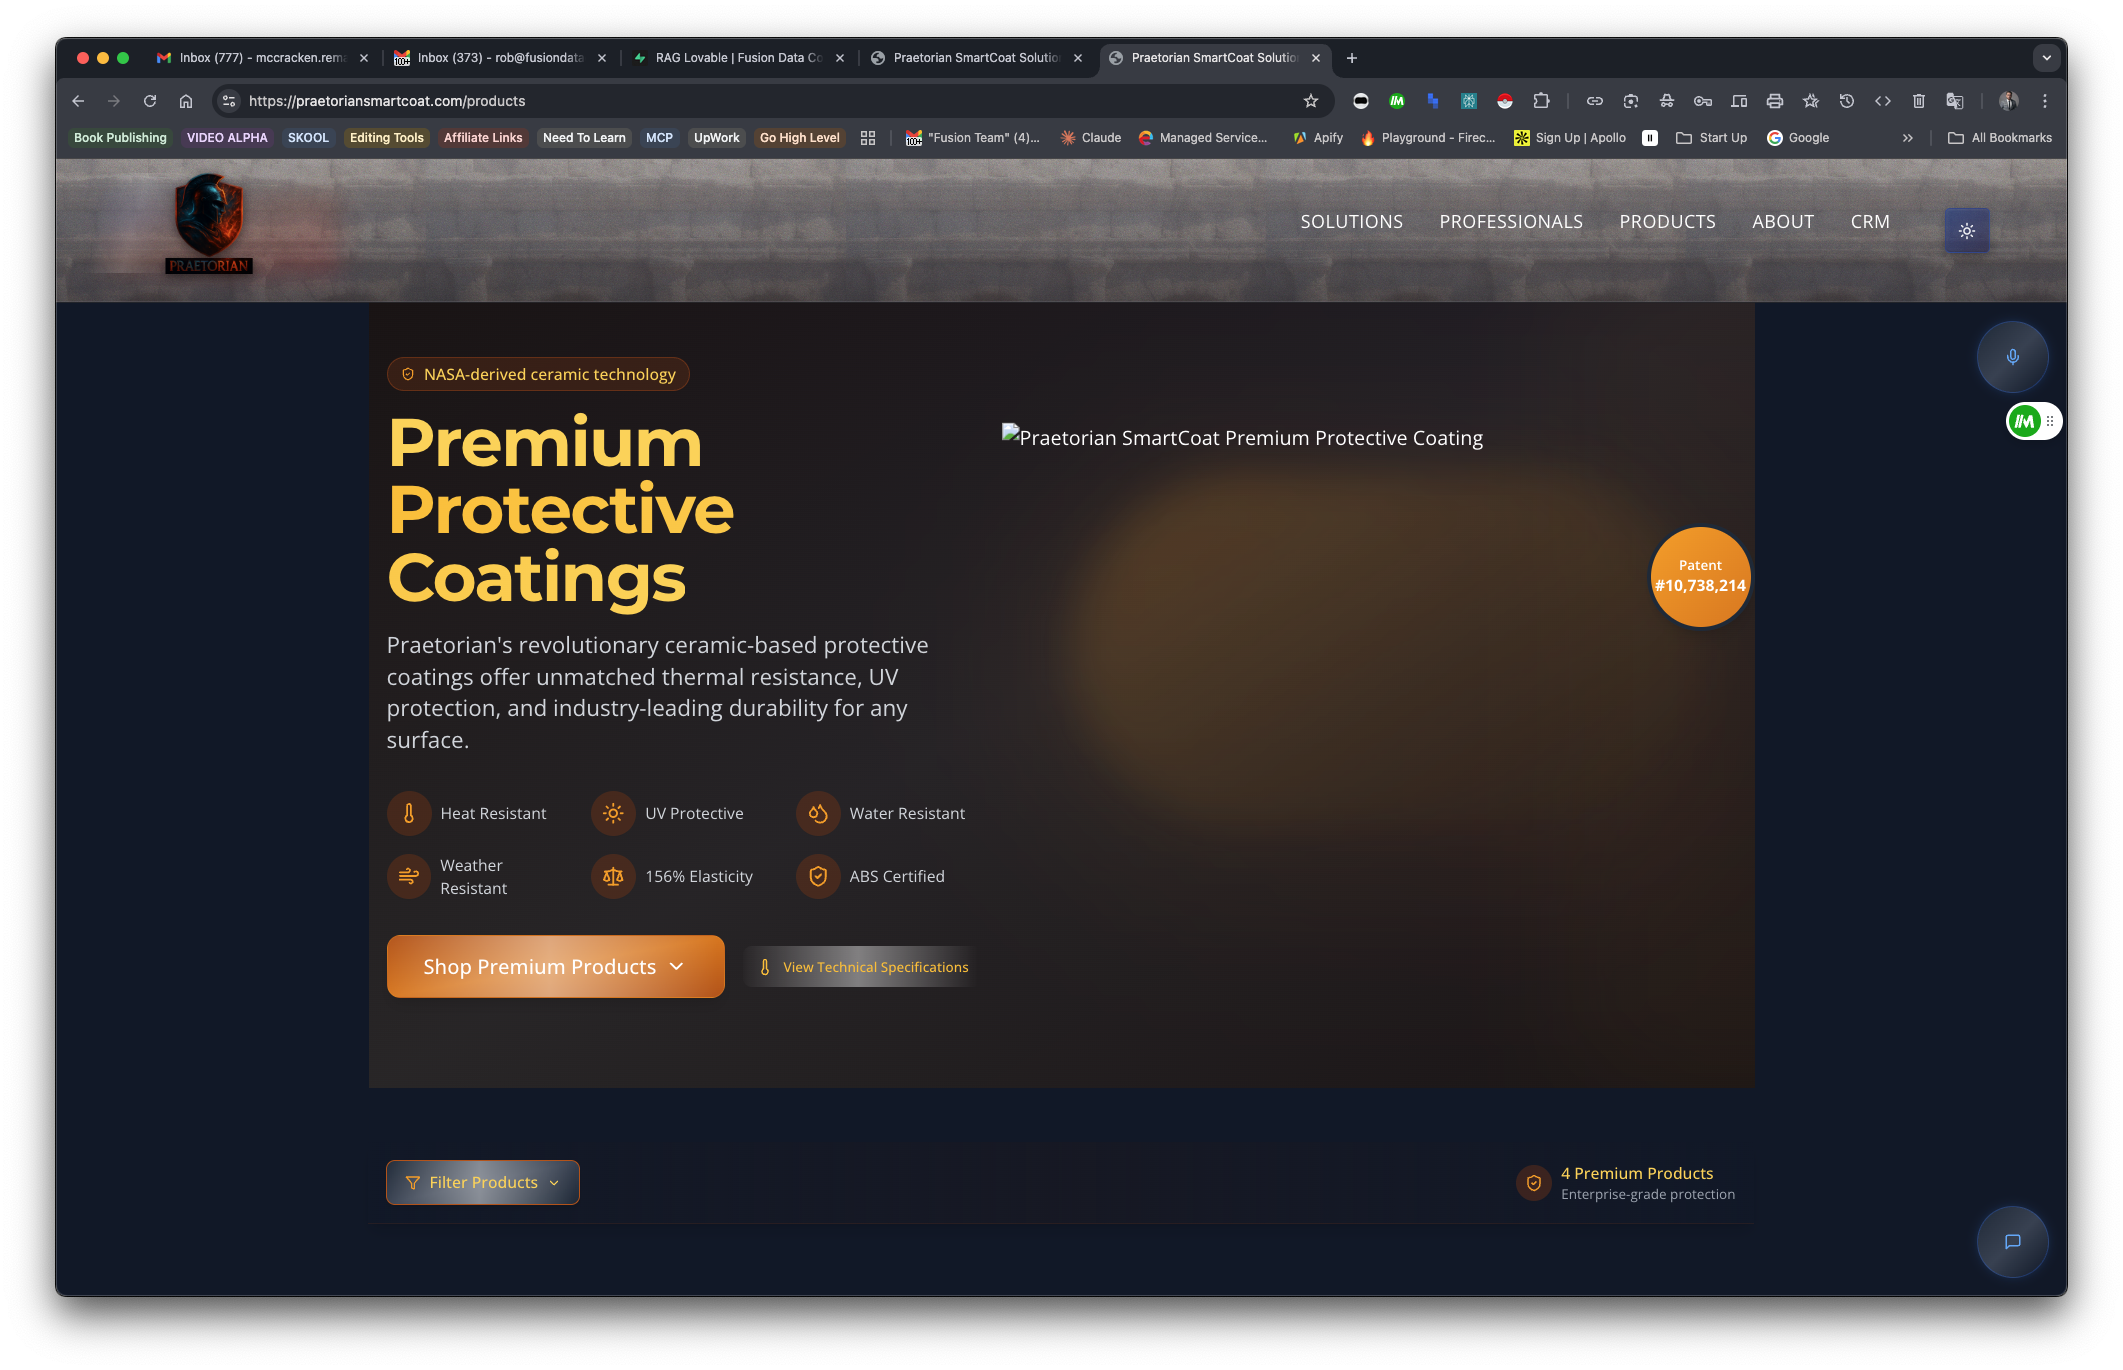 Inbox (777) - mccracken.rem
Inbox (373) - rob@fusiondata
RAG Lovable | Fusion Data Co
Praetorian SmartCoat Solutio
Praetorian SmartCoat Solutio
https://praetoriansmartcoat.com/products
Book Publishing
VIDEO ALPHA
SKOOL
Editing Tools
Affiliate Links
Need To Learn
MCP
UpWork
Go High Level
"Fusion Team" (4)...
Claude
Managed Service...
Apify
Playground - Firec...
Sign Up | Apollo
Start Up
Google
All Bookmarks
PRAETORIAN
SOLUTIONS
PROFESSIONALS
PRODUCTS
ABOUT
CRM
NASA-derived ceramic technology
Premium
Protective
Coatings
Praetorian SmartCoat Premium Protective Coating
Patent
#10,738,214
Praetorian's revolutionary ceramic-based protective
coatings offer unmatched thermal resistance, UV
protection, and industry-leading durability for any
surface.
Heat Resistant
UV Protective
Water Resistant
Weather
Resistant
156% Elasticity
ABS Certified
Shop Premium Products
View Technical Specifications
Filter Products
4 Premium Products
Enterprise-grade protection